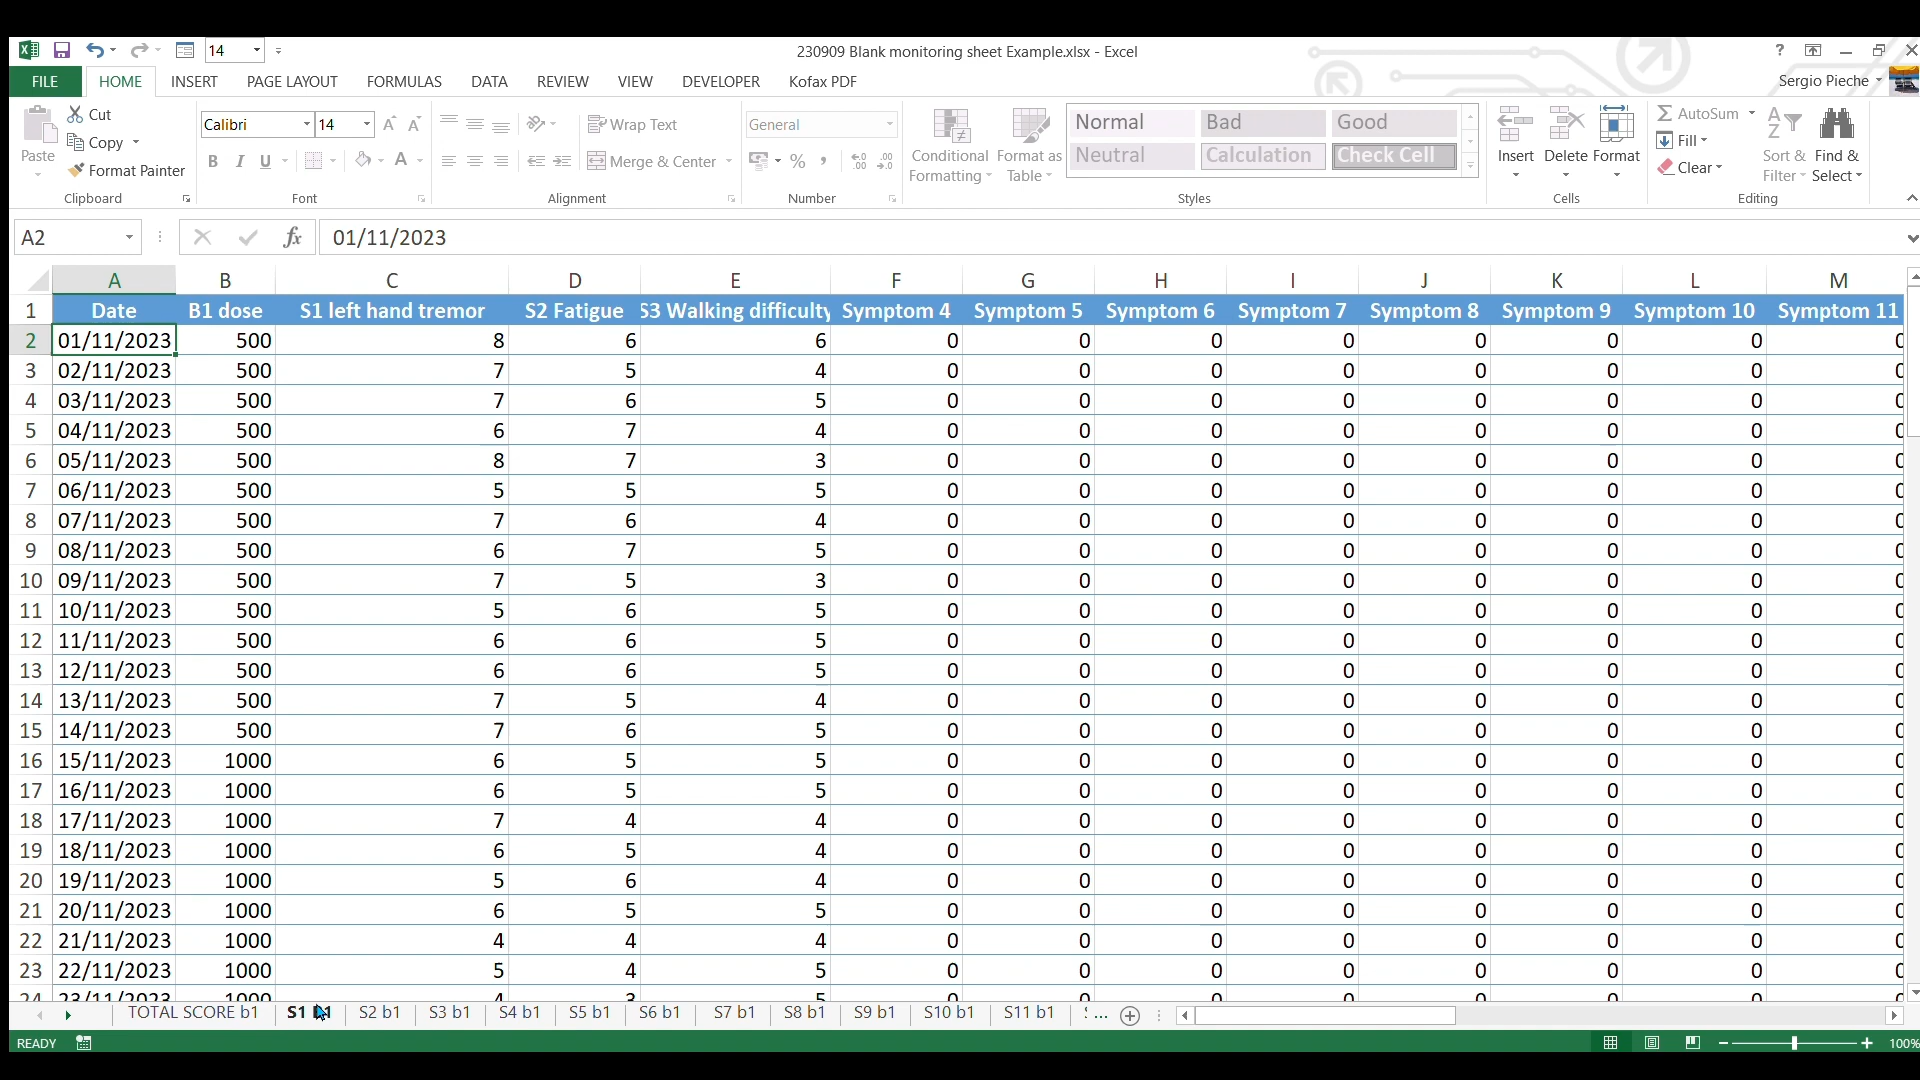 14
230909 Blank monitoring sheet Example.xlsx - Excel
?
FILE HOME INSERT PAGE LAYOUT FORMULAS DATA REVIEW VIEW DEVELOPER Kofax PDF Sergio Pieche
Paste Cut Copy Format Painter Clipboard
Calibri 14 B I U A Font
Wrap Text Merge & Center Alignment
General % Number
Conditional Formatting Format as Table
Normal Bad Good
Neutral Calculation Check Cell
Styles
Insert Delete Format Cells
AutoSum Fill Clear Sort & Filter Find & Select Editing
A2 fx 01/11/2023
A B C D E F G H I J K L M
1 Date B1 dose S1 left hand tremor S2 Fatigue S3 Walking difficulty Symptom 4 Symptom 5 Symptom 6 Symptom 7 Symptom 8 Symptom 9 Symptom 10 Symptom 11
2 01/11/2023 500 8 6 6 0 0 0 0 0 0 0 0
3 02/11/2023 500 7 5 4 0 0 0 0 0 0 0 0
4 03/11/2023 500 7 6 5 0 0 0 0 0 0 0 0
5 04/11/2023 500 6 7 4 0 0 0 0 0 0 0 0
6 05/11/2023 500 8 7 3 0 0 0 0 0 0 0 0
7 06/11/2023 500 5 5 5 0 0 0 0 0 0 0 0
8 07/11/2023 500 7 6 4 0 0 0 0 0 0 0 0
9 08/11/2023 500 6 7 5 0 0 0 0 0 0 0 0
10 09/11/2023 500 7 5 3 0 0 0 0 0 0 0 0
11 10/11/2023 500 5 6 5 0 0 0 0 0 0 0 0
12 11/11/2023 500 6 6 5 0 0 0 0 0 0 0 0
13 12/11/2023 500 6 6 5 0 0 0 0 0 0 0 0
14 13/11/2023 500 7 5 4 0 0 0 0 0 0 0 0
15 14/11/2023 500 7 6 5 0 0 0 0 0 0 0 0
16 15/11/2023 1000 6 5 5 0 0 0 0 0 0 0 0
17 16/11/2023 1000 6 5 5 0 0 0 0 0 0 0 0
18 17/11/2023 1000 7 4 4 0 0 0 0 0 0 0 0
19 18/11/2023 1000 6 5 4 0 0 0 0 0 0 0 0
20 19/11/2023 1000 5 6 4 0 0 0 0 0 0 0 0
21 20/11/2023 1000 6 5 5 0 0 0 0 0 0 0 0
22 21/11/2023 1000 4 4 4 0 0 0 0 0 0 0 0
23 22/11/2023 1000 5 4 5 0 0 0 0 0 0 0 0
24 23/11/2023 1000 4 3 5 0 0 0 0 0 0 0 0
TOTAL SCORE b1 S1 b1 S2 b1 S3 b1 S4 b1 S5 b1 S6 b1 S7 b1 S8 b1 S9 b1 S10 b1 S11 b1 ...
READY 100%